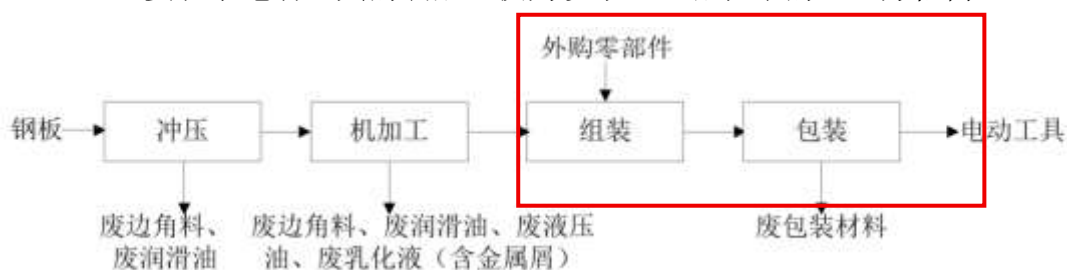 外购零部件
钢板
冲压
机加工
组装
包装
电动工具
废边角料、
废润滑油
废边角料、废润滑油、废液压
油、废乳化液（含金属屑）
废包装材料